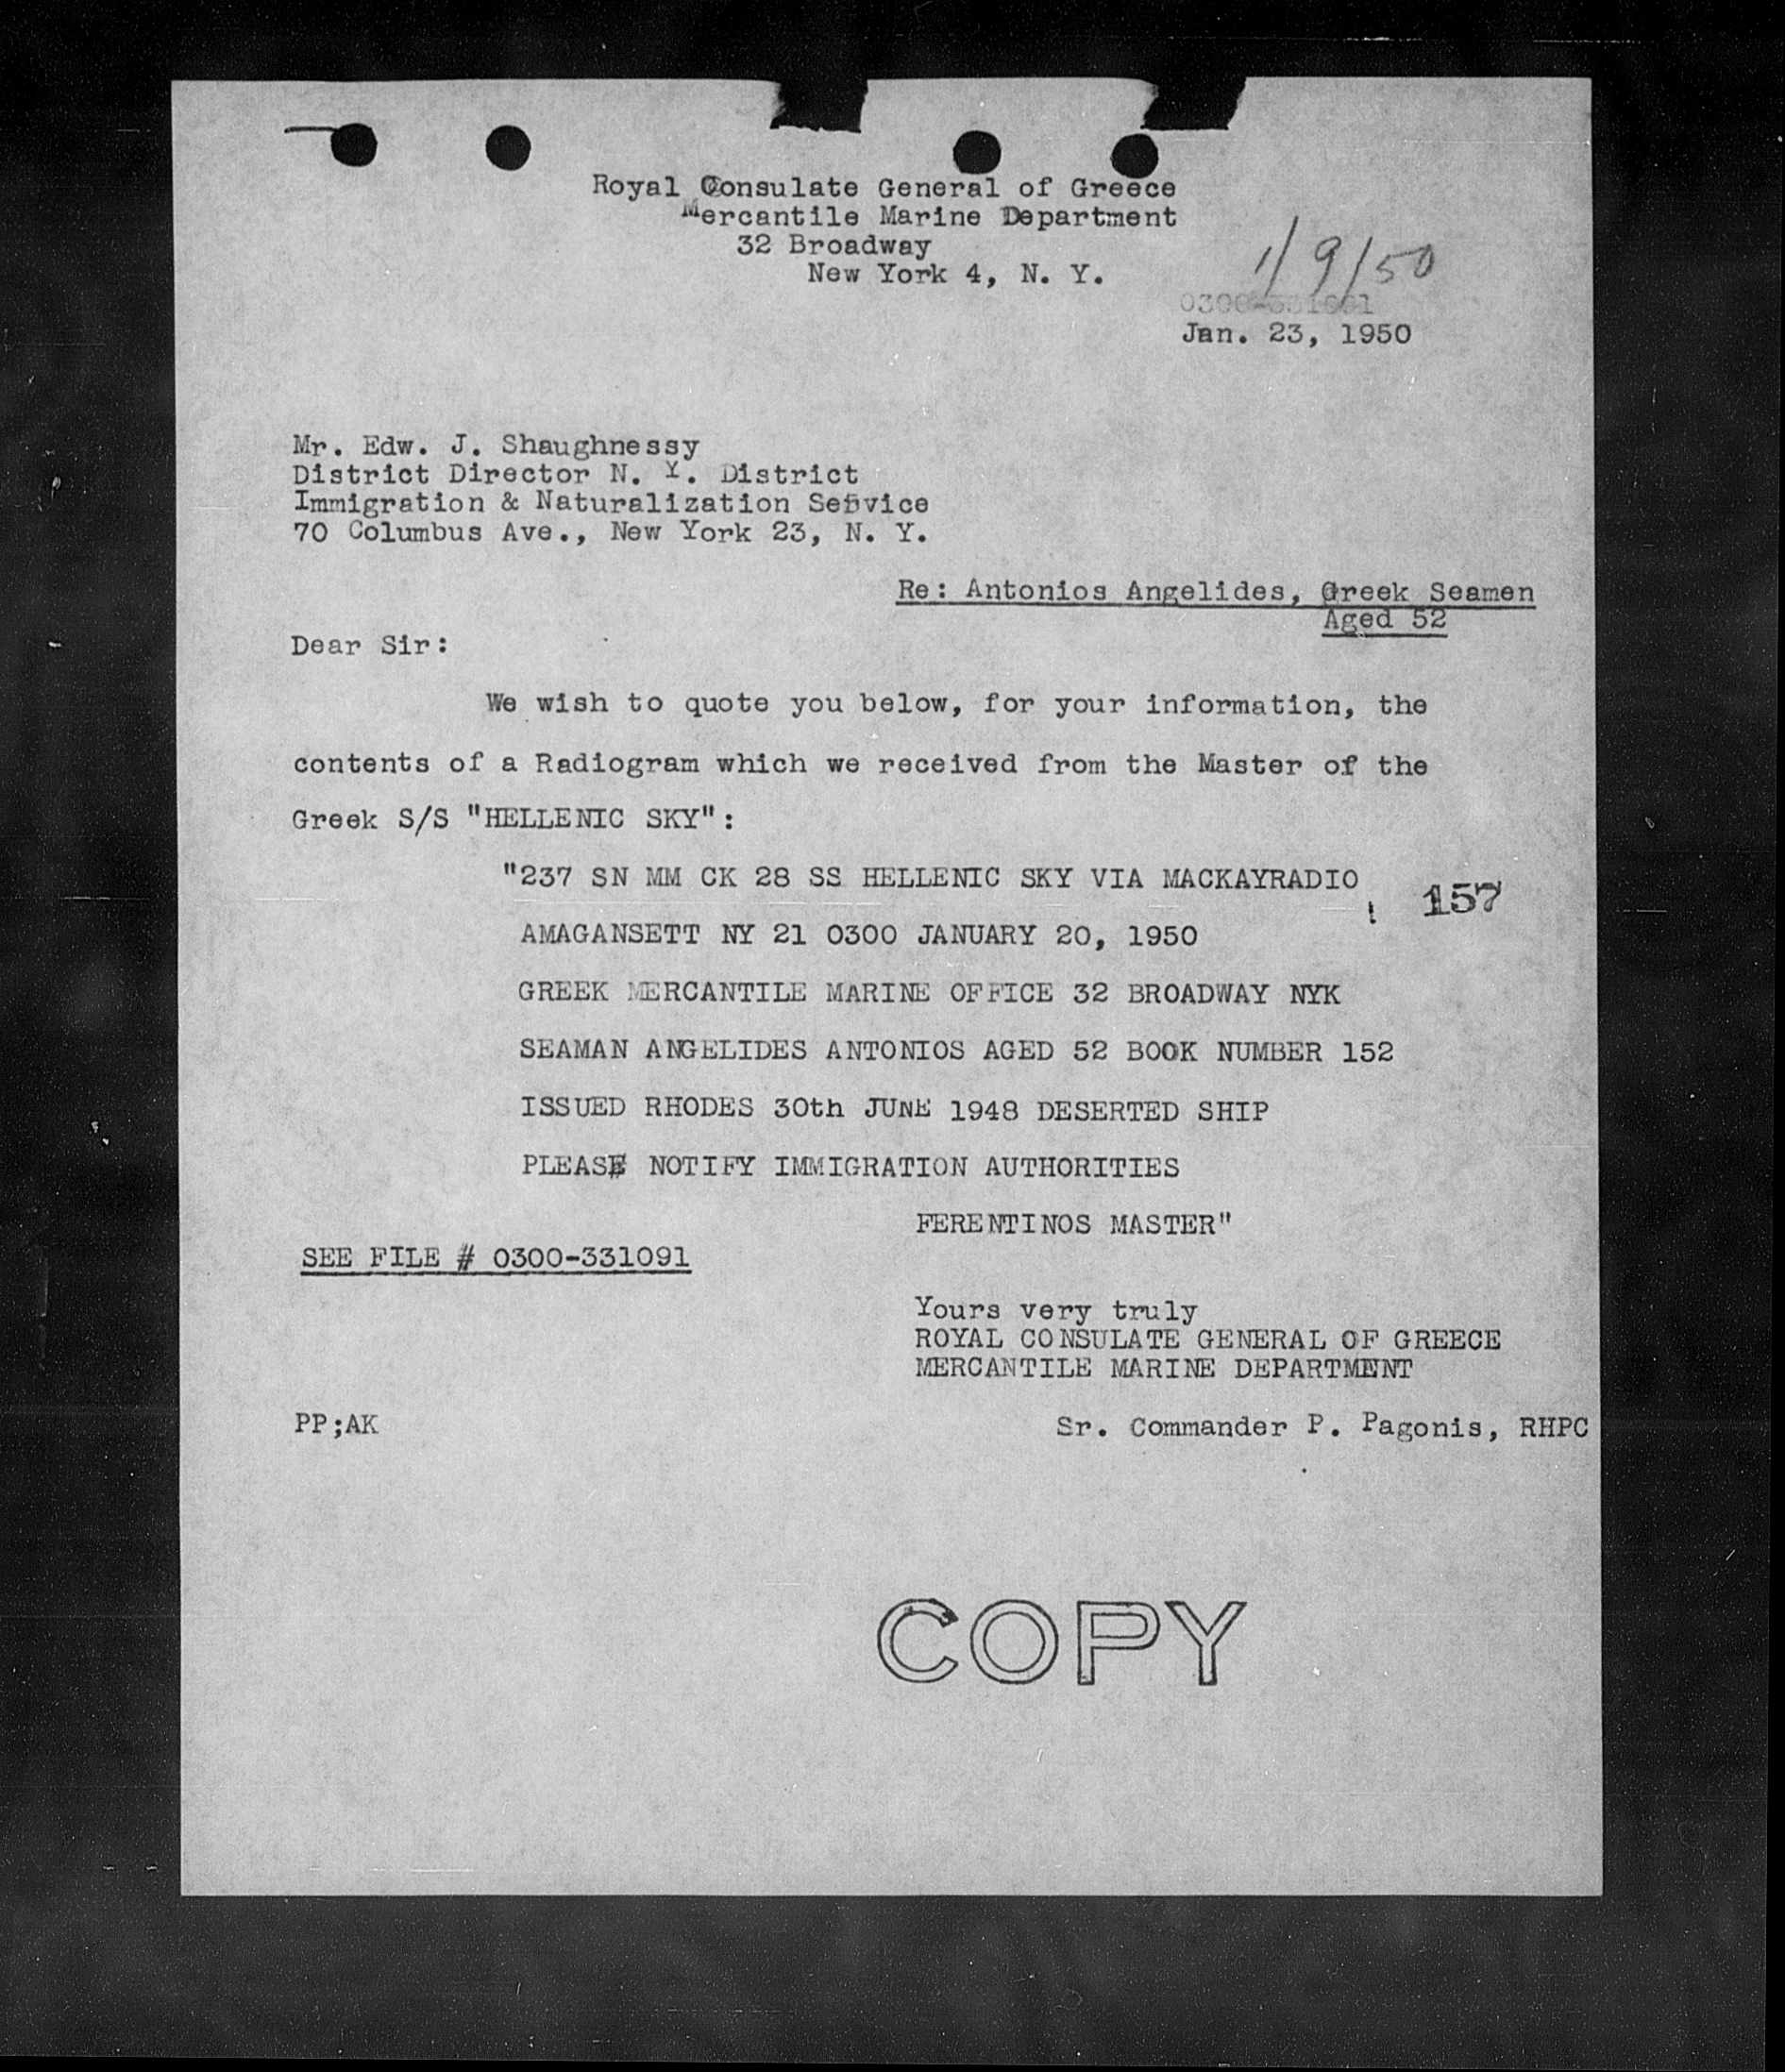 Royal Consulate General of Greece
Mercantile Marine Department
32 Broadway
New York 4, N. Y.
1/9/50
Jan. 23, 1950
Mr. Edw. J. Shaughnessy
District Director N. Y. District
Immigration & Naturalization Service
70 Columbus Ave., New York 23, N. Y.
Re: Antonios Angelides, Greek Seamen
Aged 52
Dear Sir:
We wish to quote you below, for your information, the
contents of a Radiogram which we received from the Master of the
Greek S/S "HELLENIC SKY":
"237 SN MM CK 28 SS HELLENIC SKY VIA MACKAYRADIO
157
AMAGANSETT NY 21 0300 JANUARY 20, 1950
GREEK MERCANTILE MARINE OFFICE 32 BROADWAY NYK
SEAMAN ANGELIDES ANTONIOS AGED 52 BOOK NUMBER 152
ISSUED RHODES 30th JUNE 1948 DESERTED SHIP
PLEASE NOTIFY IMMIGRATION AUTHORITIES
FERENTINOS MASTER"
SEE FILE # 0300-331091
Yours very truly
ROYAL CONSULATE GENERAL OF GREECE
MERCANTILE MARINE DEPARTMENT
PP;AK
Sr. Commander P. Pagonis, RHPC
COPY